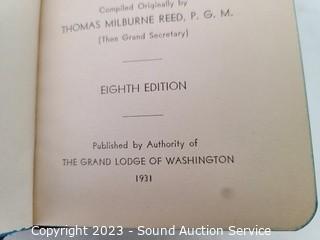 Compiled Originally by
THOMAS MILBURNE REED, P. G. M.
(Then Grand Secretary)
EIGHTH EDITION
Published by Authority of
THE GRAND LODGE OF WASHINGTON
1931
Copyright 2023 - Sound Auction Service